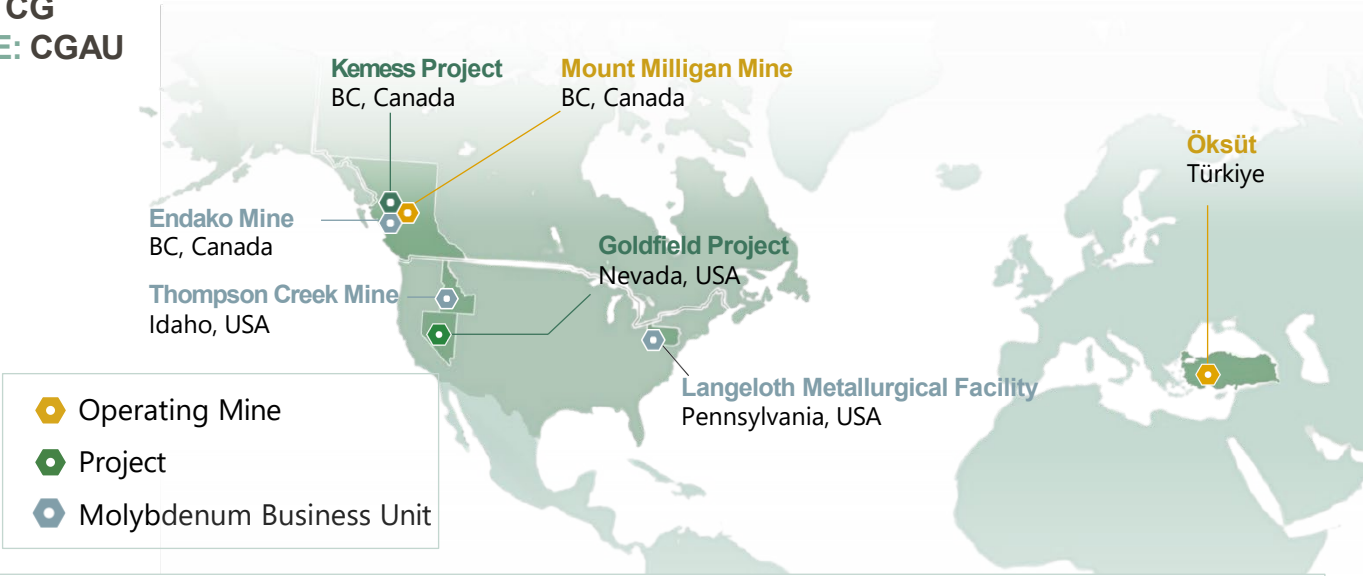 CG
E: CGAU
Kemess Project
BC, Canada
Mount Milligan Mine
BC, Canada
Öksüt
Türkiye
Endako Mine
BC, Canada
Goldfield Project
Nevada, USA
Thompson Creek Mine
Idaho, USA
Langeloth Metallurgical Facility
Pennsylvania, USA
Operating Mine
Project
Molybdenum Business Unit